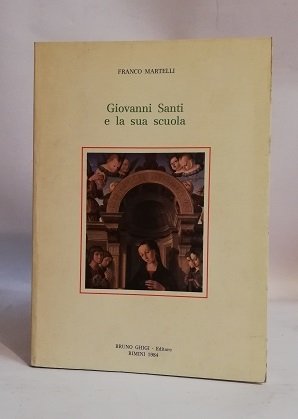 FRANCO MARTELLI
Giovanni Santi
e la sua scuola
BRUNO GHIGI - Editore
RIMINI 1984